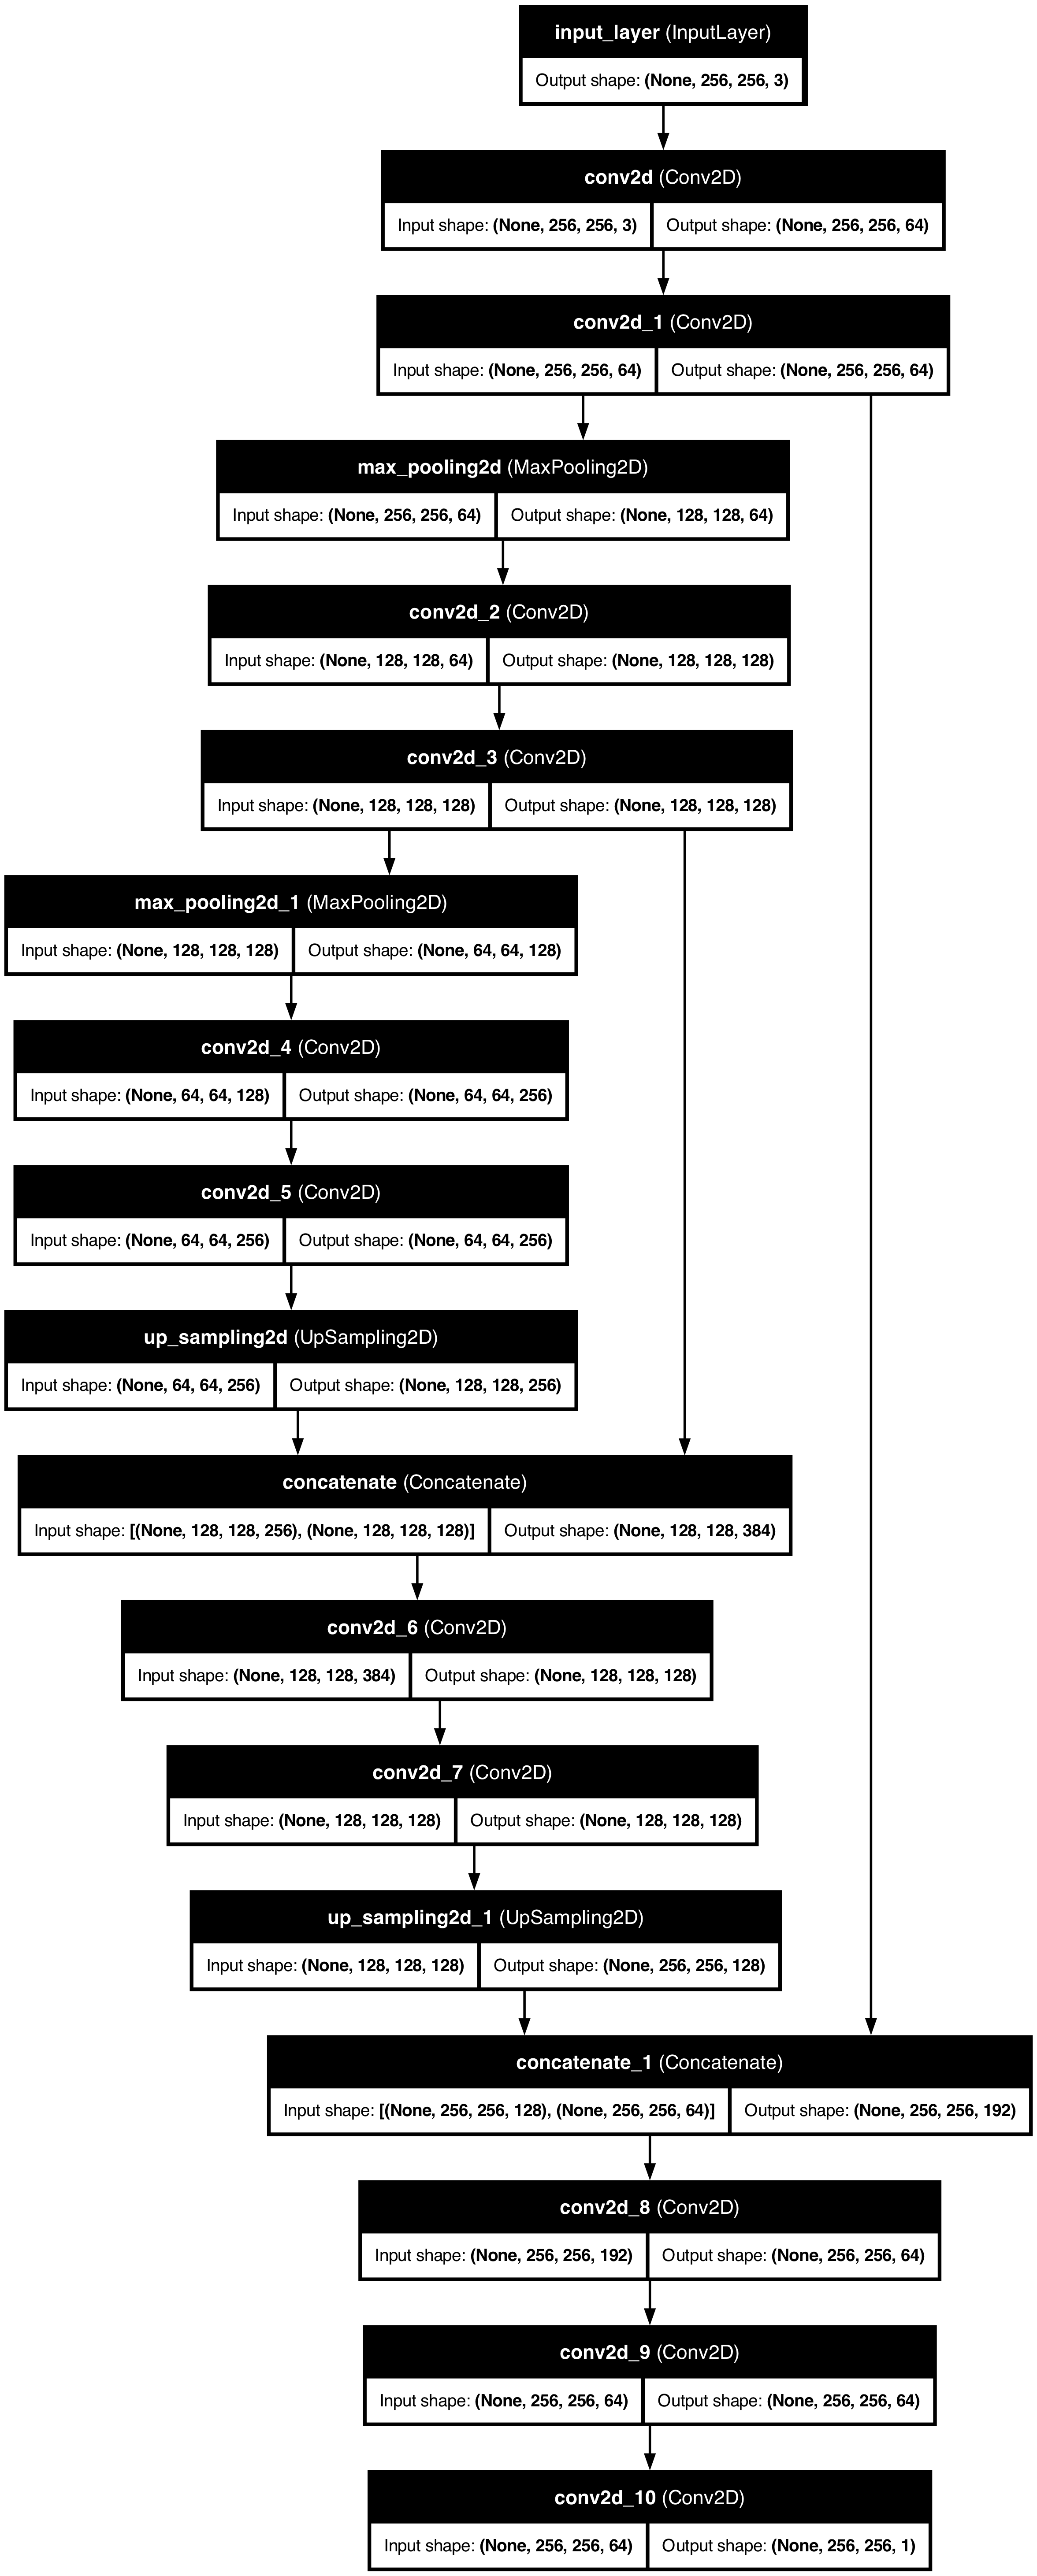 input_layer (InputLayer)
Output shape: (None, 256, 256, 3)
conv2d (Conv2D)
Input shape: (None, 256, 256, 3) Output shape: (None, 256, 256, 64)
conv2d_1 (Conv2D)
Input shape: (None, 256, 256, 64) Output shape: (None, 256, 256, 64)
max_pooling2d (MaxPooling2D)
Input shape: (None, 256, 256, 64) Output shape: (None, 128, 128, 64)
conv2d_2 (Conv2D)
Input shape: (None, 128, 128, 64) Output shape: (None, 128, 128, 128)
conv2d_3 (Conv2D)
Input shape: (None, 128, 128, 128) Output shape: (None, 128, 128, 128)
max_pooling2d_1 (MaxPooling2D)
Input shape: (None, 128, 128, 128) Output shape: (None, 64, 64, 128)
conv2d_4 (Conv2D)
Input shape: (None, 64, 64, 128) Output shape: (None, 64, 64, 256)
conv2d_5 (Conv2D)
Input shape: (None, 64, 64, 256) Output shape: (None, 64, 64, 256)
up_sampling2d (UpSampling2D)
Input shape: (None, 64, 64, 256) Output shape: (None, 128, 128, 256)
concatenate (Concatenate)
Input shape: [(None, 128, 128, 256), (None, 128, 128, 128)] Output shape: (None, 128, 128, 384)
conv2d_6 (Conv2D)
Input shape: (None, 128, 128, 384) Output shape: (None, 128, 128, 128)
conv2d_7 (Conv2D)
Input shape: (None, 128, 128, 128) Output shape: (None, 128, 128, 128)
up_sampling2d_1 (UpSampling2D)
Input shape: (None, 128, 128, 128) Output shape: (None, 256, 256, 128)
concatenate_1 (Concatenate)
Input shape: [(None, 256, 256, 128), (None, 256, 256, 64)] Output shape: (None, 256, 256, 192)
conv2d_8 (Conv2D)
Input shape: (None, 256, 256, 192) Output shape: (None, 256, 256, 64)
conv2d_9 (Conv2D)
Input shape: (None, 256, 256, 64) Output shape: (None, 256, 256, 64)
conv2d_10 (Conv2D)
Input shape: (None, 256, 256, 64) Output shape: (None, 256, 256, 1)